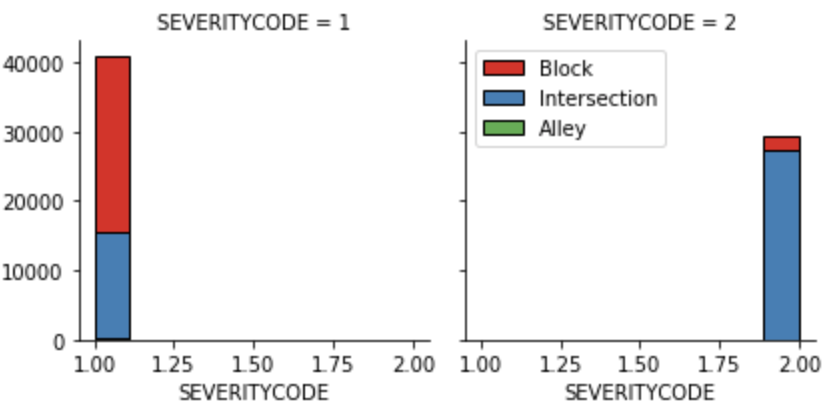 SEVERITYCODE = 1
SEVERITYCODE = 2
40000
30000
20000
10000
0
Block
Intersection
Alley
1.00 1.25 1.50 1.75 2.00
1.00 1.25 1.50 1.75 2.00
SEVERITYCODE
SEVERITYCODE